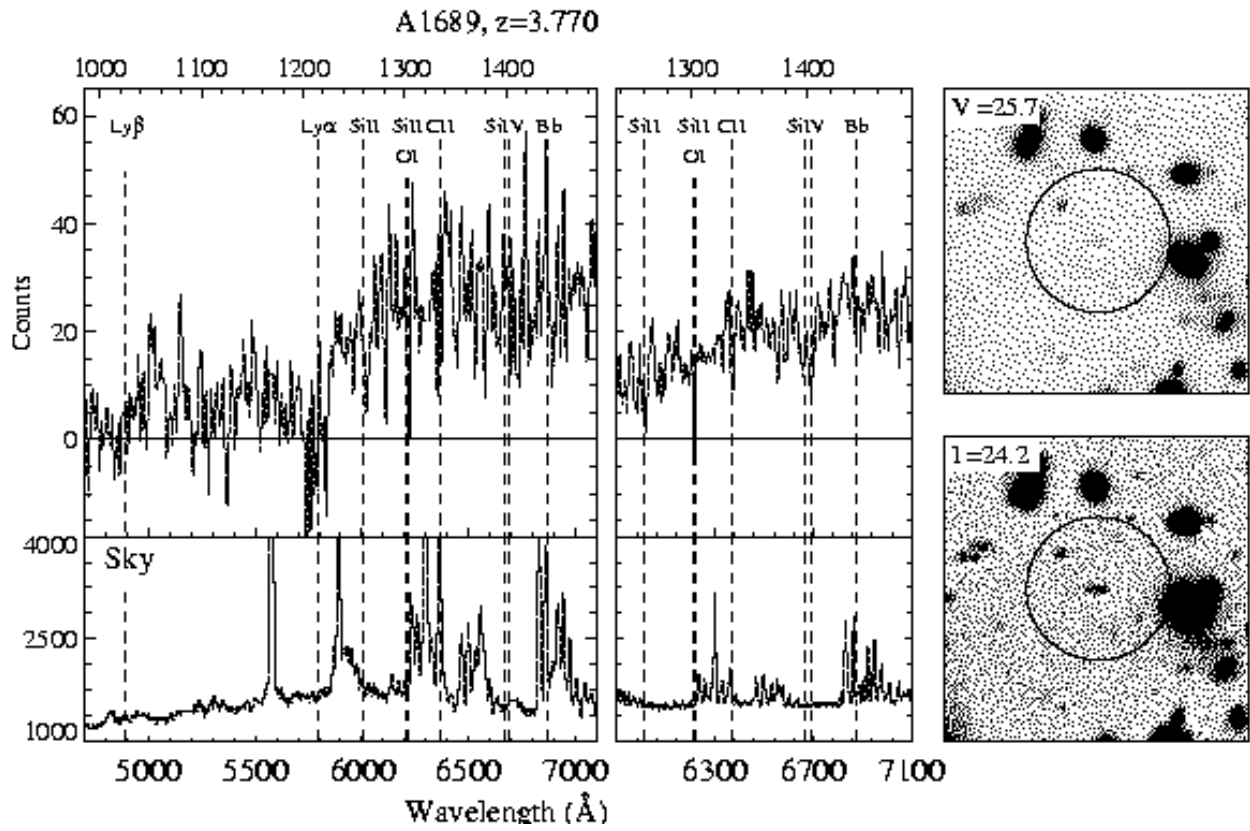 A1689, z=3.770
1000 1100 1200 1300 1400 1300 1400
60
40
20
0
Counts
Lyβ Lyα SiII SiII CII SiIV Bb
OI
SiII SiII CII SiIV Bb
OI
V =25.7
I=24.2
Sky
4000
2500
1000
5000 5500 6000 6500 7000 6300 6700 7100
Wavelength (Å)